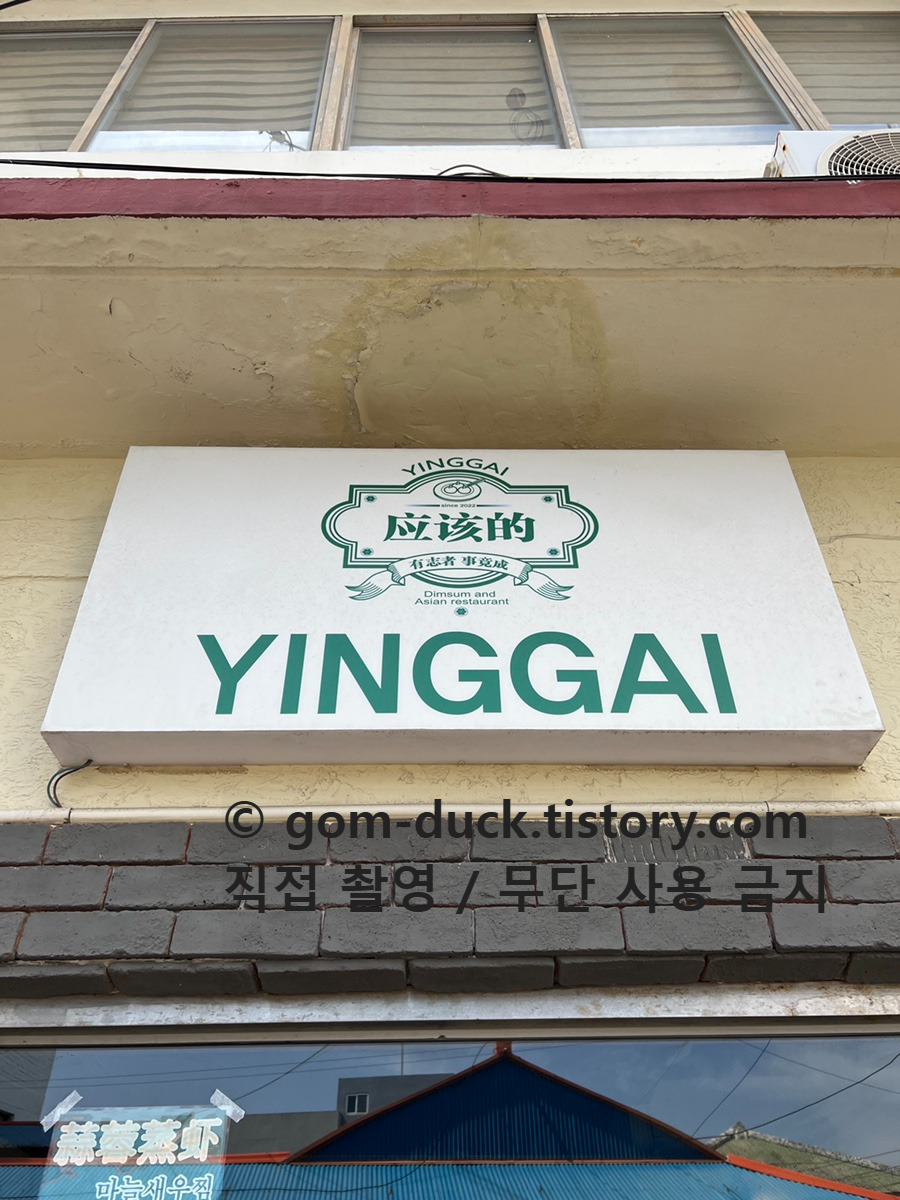 YINGGAI
since 2022
应该的
有志者 事竟成
Dimsum and
Asian restaurant
YINGGAI
© gom-duck.tistory.com
직접 촬영 / 무단 사용 금지
蒜蓉蒸虾
마늘새우찜